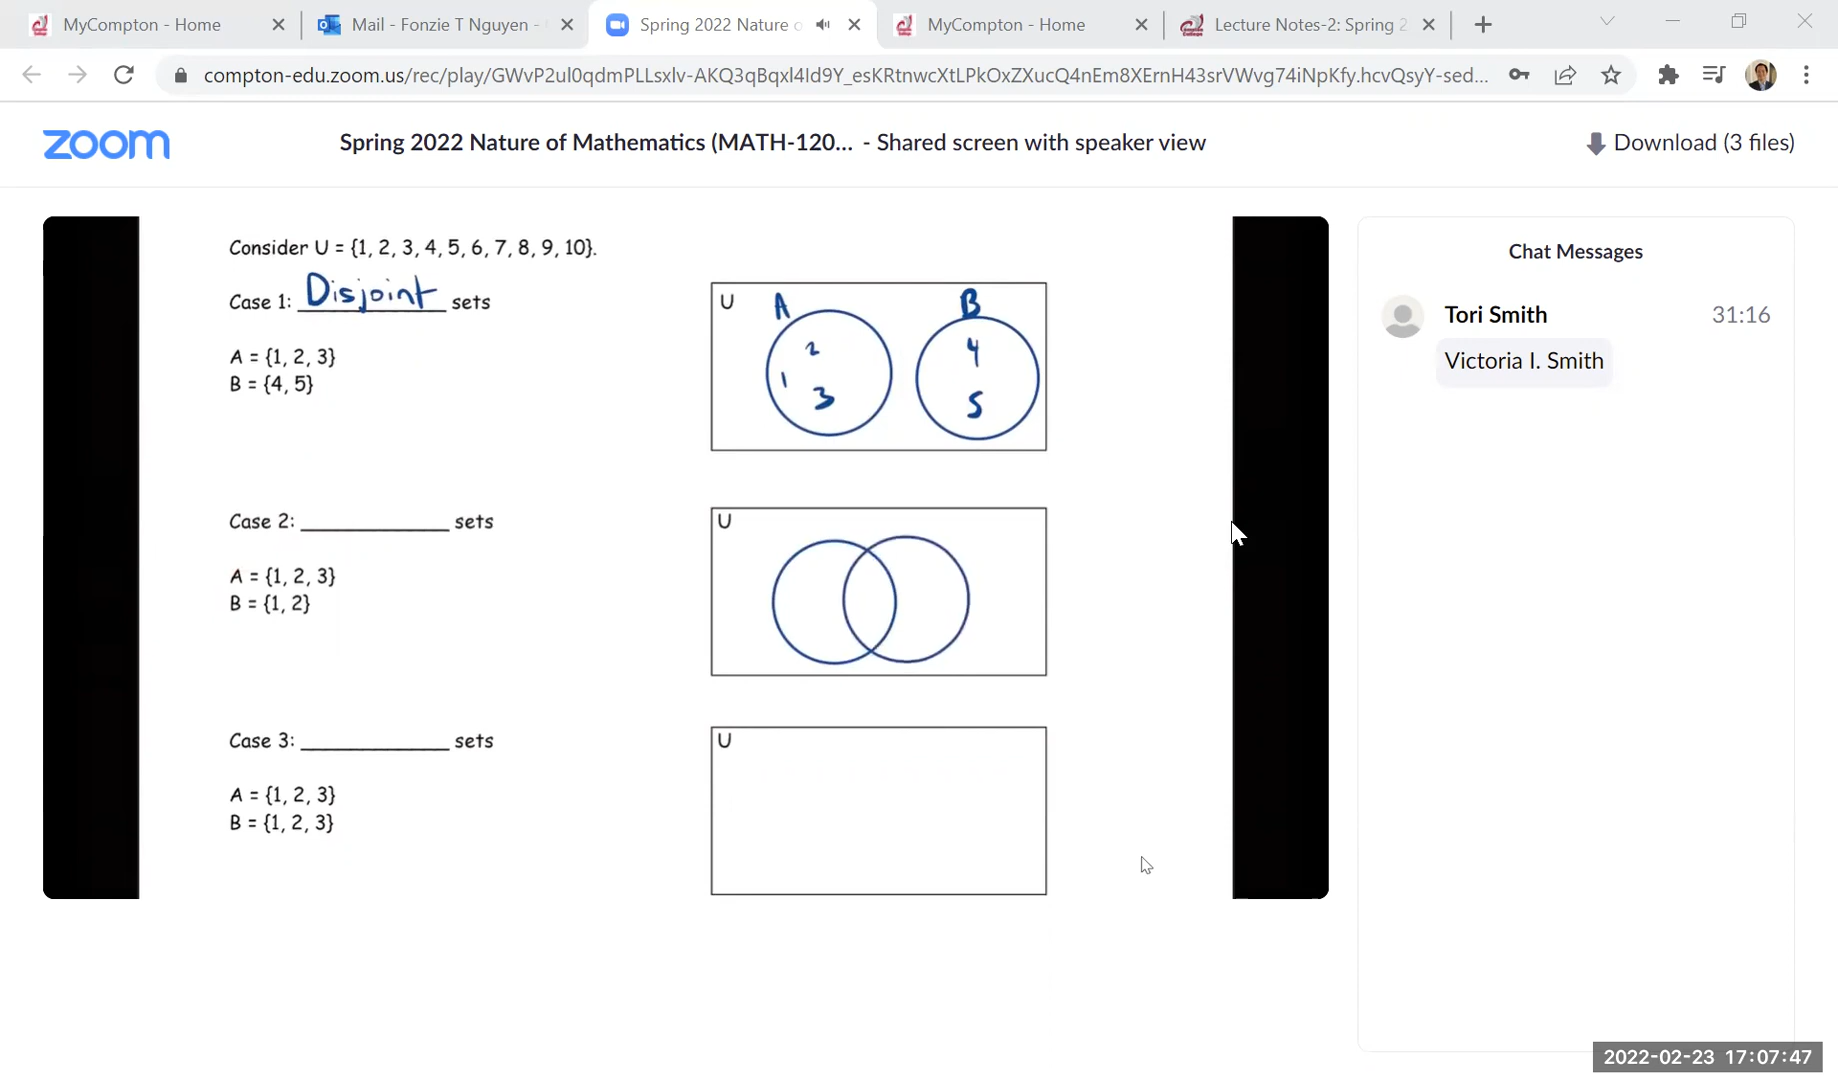 MyCompton - Home
Mail - Fonzie T Nguyen -
Spring 2022 Nature o
MyCompton - Home
Lecture Notes-2: Spring 2
compton-edu.zoom.us/rec/play/GWvP2ul0qdmPLLsxlv-AKQ3qBqxl4Id9Y_esKRtnwcXtLPkOxZXucQ4nEm8XErnH43srVWvg74iNpKfy.hcvQsyY-sed...
zoom
Spring 2022 Nature of Mathematics (MATH-120... - Shared screen with speaker view
Download (3 files)
Consider U = {1, 2, 3, 4, 5, 6, 7, 8, 9, 10}.
Case 1: Disjoint sets
A = {1, 2, 3}
B = {4, 5}
U A B
2 4
1
3 5
Case 2: ____________ sets
A = {1, 2, 3}
B = {1, 2}
U
Case 3: ____________ sets
A = {1, 2, 3}
B = {1, 2, 3}
U
Chat Messages
Tori Smith 31:16
Victoria I. Smith
2022-02-23 17:07:47